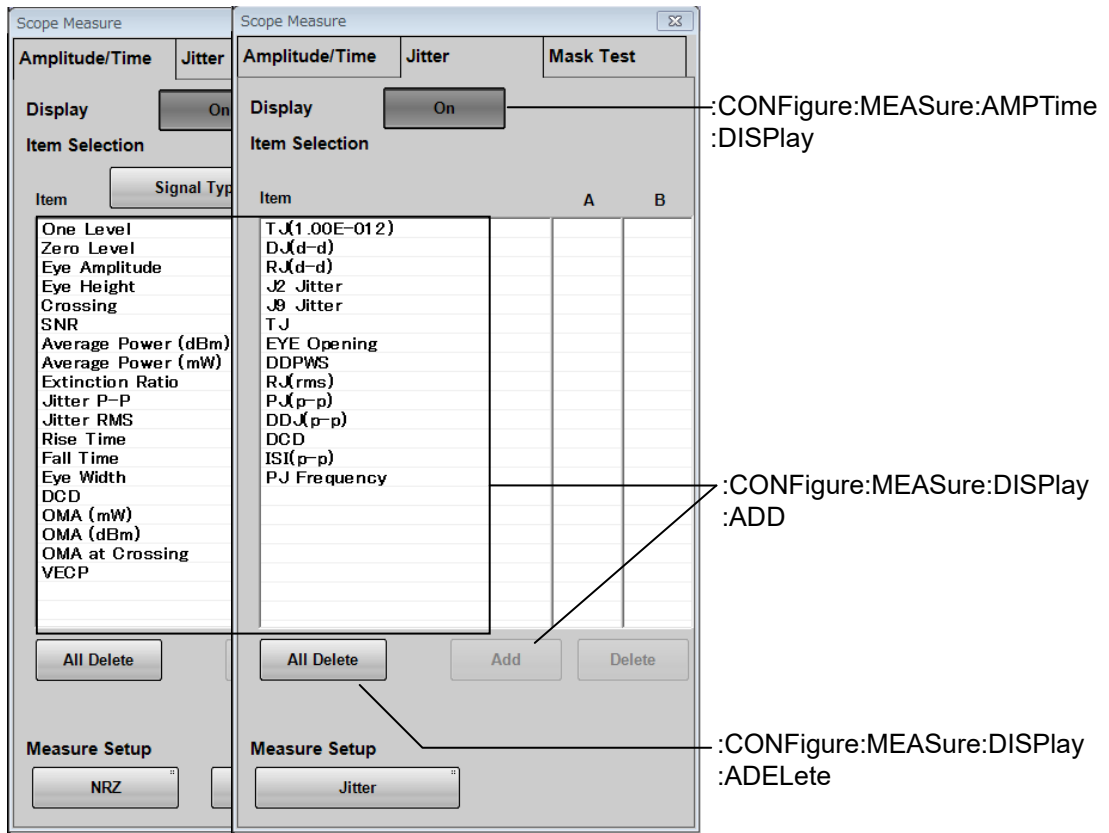 Scope Measure
Amplitude/Time Jitter
Display On
Item Selection
Signal Typ
Item
One Level
Zero Level
Eye Amplitude
Eye Height
Crossing
SNR
Average Power (dBm)
Average Power (mW)
Extinction Ratio
Jitter P-P
Jitter RMS
Rise Time
Fall Time
Eye Width
DCD
OMA (mW)
OMA (dBm)
OMA at Crossing
VECP
All Delete
Measure Setup
NRZ
Scope Measure
Amplitude/Time Jitter Mask Test
Display On
Item Selection
Item A B
TJ(1.00E-012)
DJ(d-d)
RJ(d-d)
J2 Jitter
J9 Jitter
TJ
EYE Opening
DDPWS
RJ(rms)
PJ(p-p)
DDJ(p-p)
DCD
ISI(p-p)
PJ Frequency
All Delete Add Delete
Measure Setup
Jitter
:CONFigure:MEASure:AMPTime
:DISPlay
:CONFigure:MEASure:DISPlay
:ADD
:CONFigure:MEASure:DISPlay
:ADELete